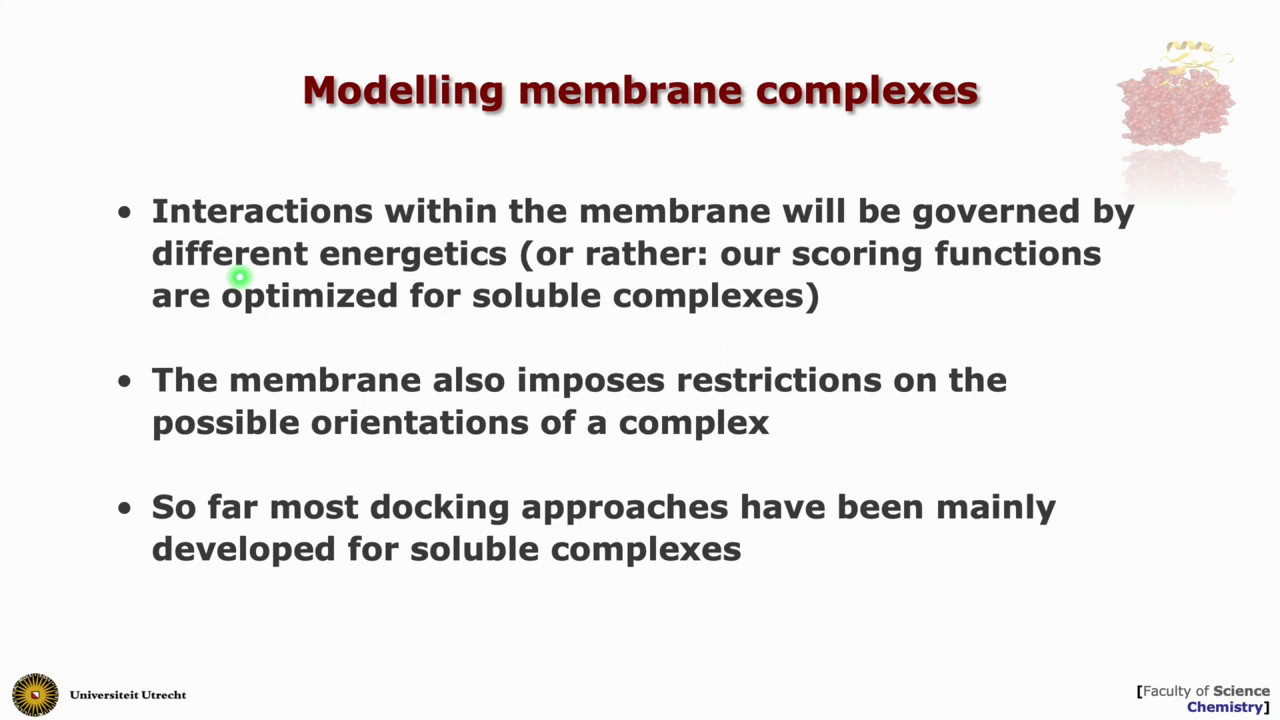 Modelling membrane complexes
• Interactions within the membrane will be governed by
different energetics (or rather: our scoring functions
are optimized for soluble complexes)
• The membrane also imposes restrictions on the
possible orientations of a complex
• So far most docking approaches have been mainly
developed for soluble complexes
Universiteit Utrecht
[Faculty of Science
Chemistry]